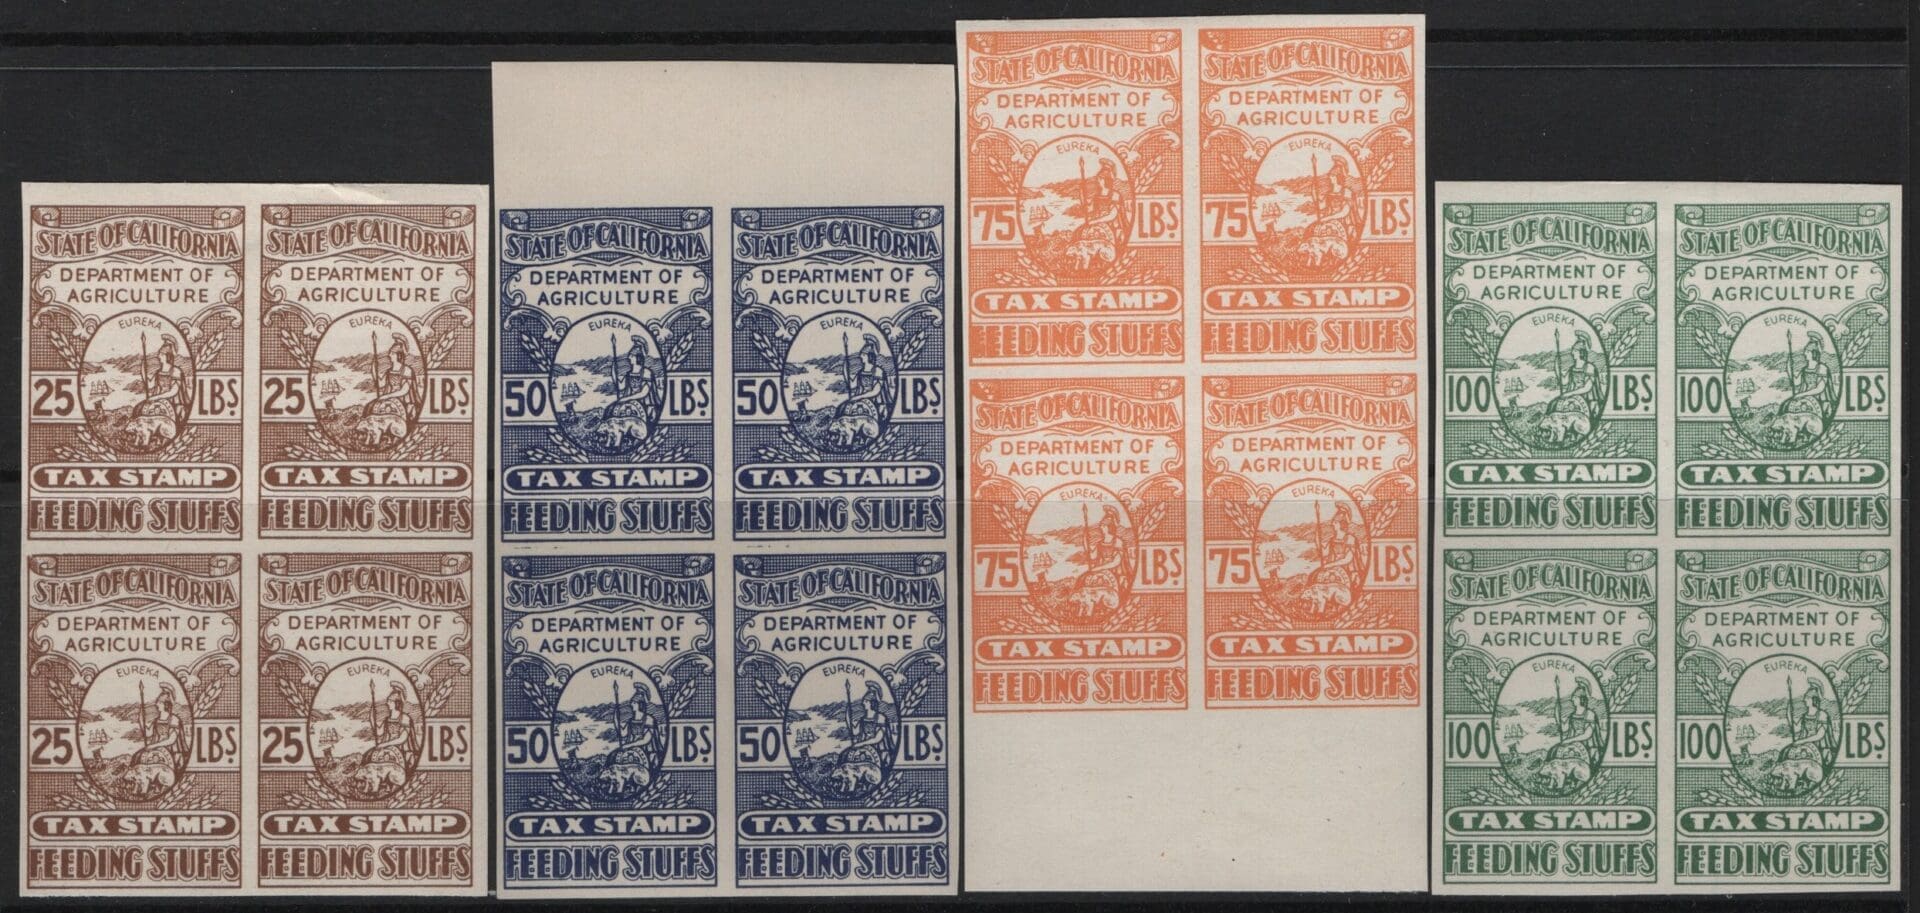 STATE OF CALIFORNIA
DEPARTMENT OF
AGRICULTURE
EUREKA
25 LBS.
TAX STAMP
FEEDING STUFFS
STATE OF CALIFORNIA
DEPARTMENT OF
AGRICULTURE
EUREKA
25 LBS.
TAX STAMP
FEEDING STUFFS
STATE OF CALIFORNIA
DEPARTMENT OF
AGRICULTURE
EUREKA
25 LBS.
TAX STAMP
FEEDING STUFFS
STATE OF CALIFORNIA
DEPARTMENT OF
AGRICULTURE
EUREKA
25 LBS.
TAX STAMP
FEEDING STUFFS
STATE OF CALIFORNIA
DEPARTMENT OF
AGRICULTURE
EUREKA
50 LBS.
TAX STAMP
FEEDING STUFFS
STATE OF CALIFORNIA
DEPARTMENT OF
AGRICULTURE
EUREKA
50 LBS.
TAX STAMP
FEEDING STUFFS
STATE OF CALIFORNIA
DEPARTMENT OF
AGRICULTURE
EUREKA
50 LBS.
TAX STAMP
FEEDING STUFFS
STATE OF CALIFORNIA
DEPARTMENT OF
AGRICULTURE
EUREKA
50 LBS.
TAX STAMP
FEEDING STUFFS
STATE OF CALIFORNIA
DEPARTMENT OF
AGRICULTURE
EUREKA
75 LBS.
TAX STAMP
FEEDING STUFFS
STATE OF CALIFORNIA
DEPARTMENT OF
AGRICULTURE
EUREKA
75 LBS.
TAX STAMP
FEEDING STUFFS
STATE OF CALIFORNIA
DEPARTMENT OF
AGRICULTURE
EUREKA
75 LBS.
TAX STAMP
FEEDING STUFFS
STATE OF CALIFORNIA
DEPARTMENT OF
AGRICULTURE
EUREKA
75 LBS.
TAX STAMP
FEEDING STUFFS
STATE OF CALIFORNIA
DEPARTMENT OF
AGRICULTURE
EUREKA
100 LBS.
TAX STAMP
FEEDING STUFFS
STATE OF CALIFORNIA
DEPARTMENT OF
AGRICULTURE
EUREKA
100 LBS.
TAX STAMP
FEEDING STUFFS
STATE OF CALIFORNIA
DEPARTMENT OF
AGRICULTURE
EUREKA
100 LBS.
TAX STAMP
FEEDING STUFFS
STATE OF CALIFORNIA
DEPARTMENT OF
AGRICULTURE
EUREKA
100 LBS.
TAX STAMP
FEEDING STUFFS